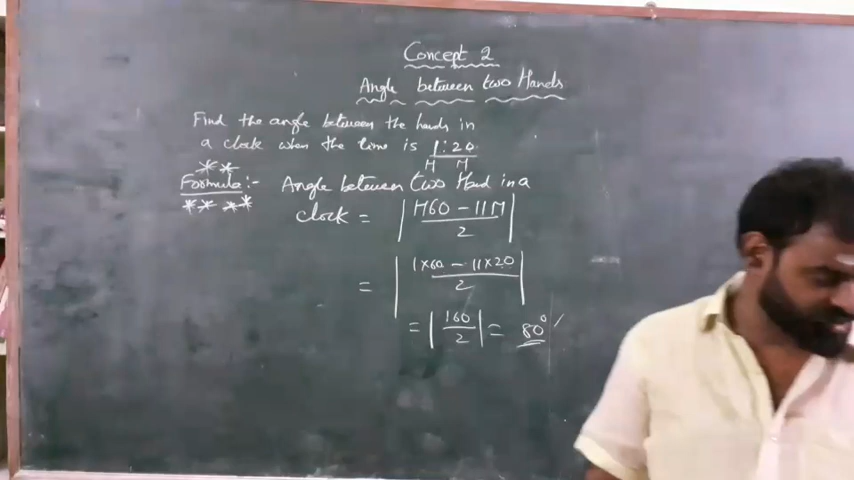 Concept 2
Angle between two Hands
Find the angle between the hands in
a clock when the time is 1:20
H M
** **
Formula:- Angle between two Hand in a
** **
clock = |H60 - 11M / 2|
= |1×60 - 11×20 / 2|
= |160 / 2| = 80°